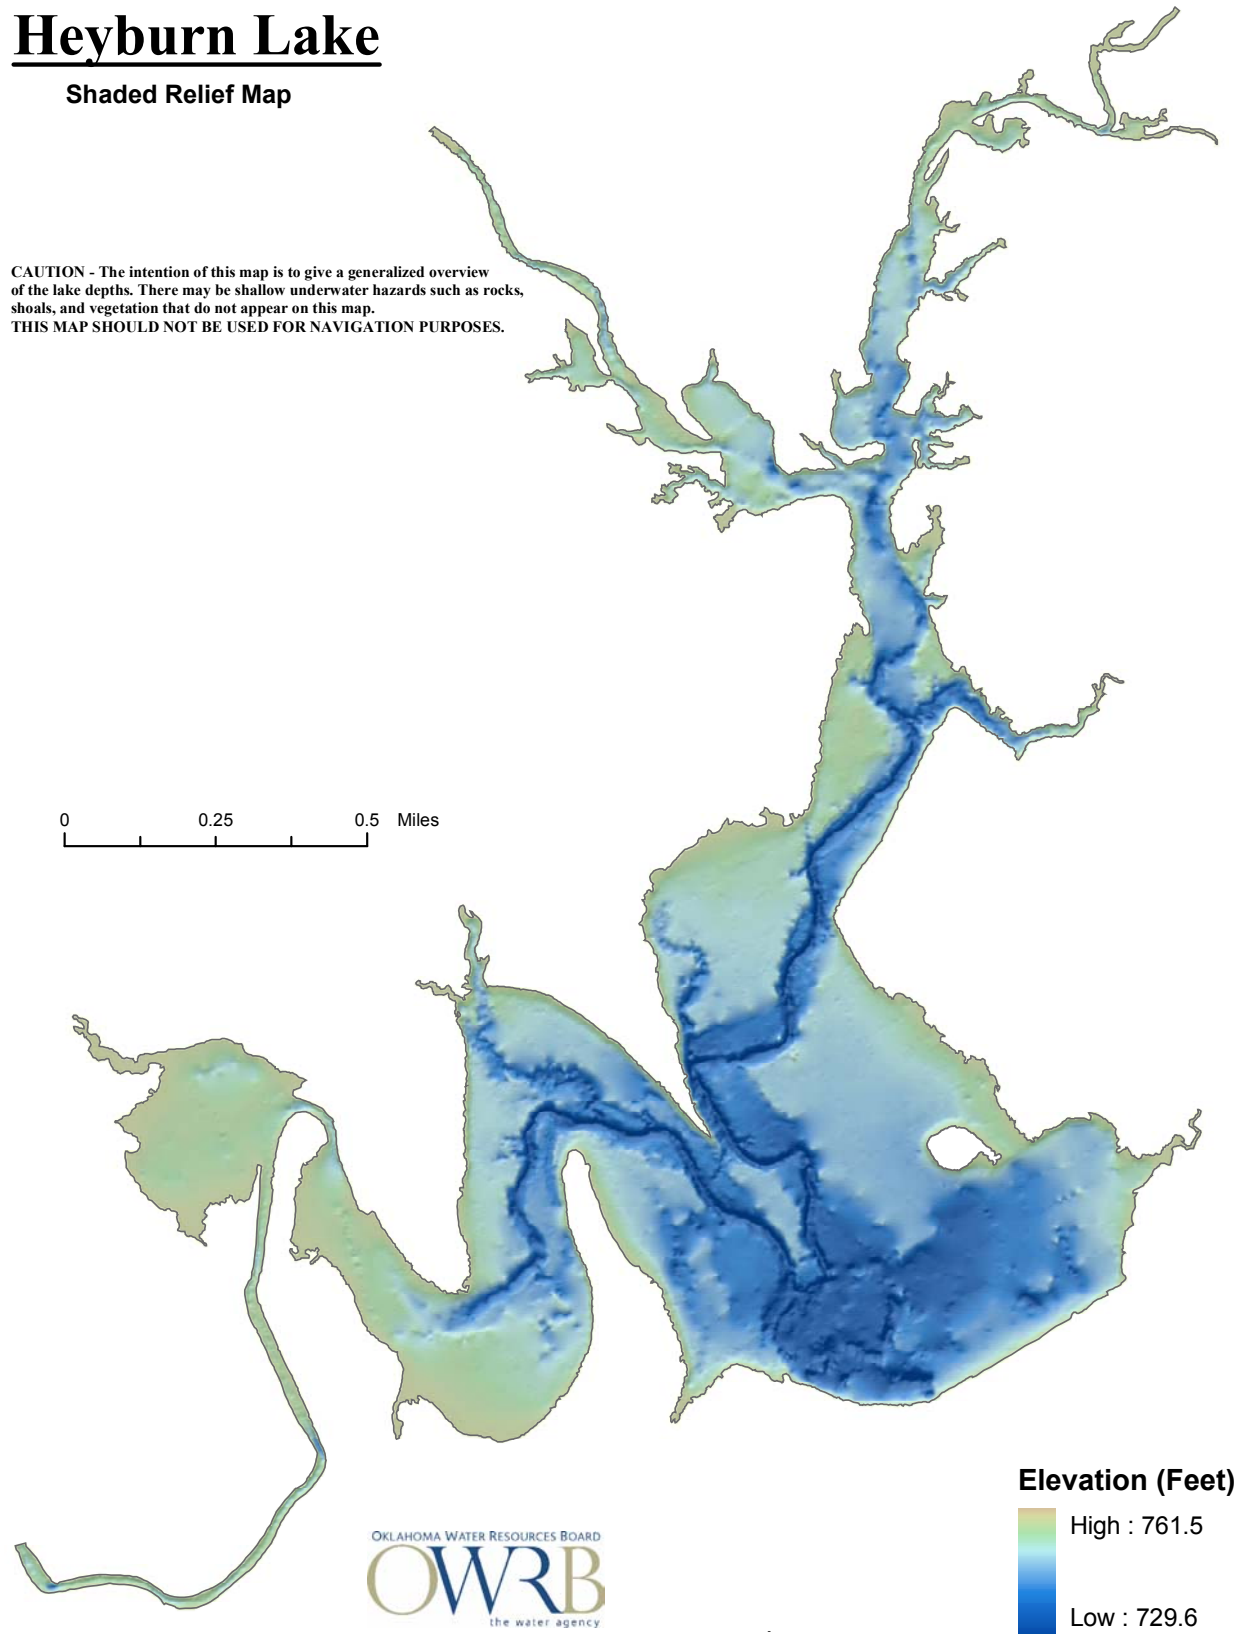 Heyburn Lake
Shaded Relief Map
CAUTION - The intention of this map is to give a generalized overview
of the lake depths. There may be shallow underwater hazards such as rocks,
shoals, and vegetation that do not appear on this map.
THIS MAP SHOULD NOT BE USED FOR NAVIGATION PURPOSES.
0 0.25 0.5 Miles
Elevation (Feet)
High : 761.5
Low : 729.6
OKLAHOMA WATER RESOURCES BOARD
OWRB
the water agency